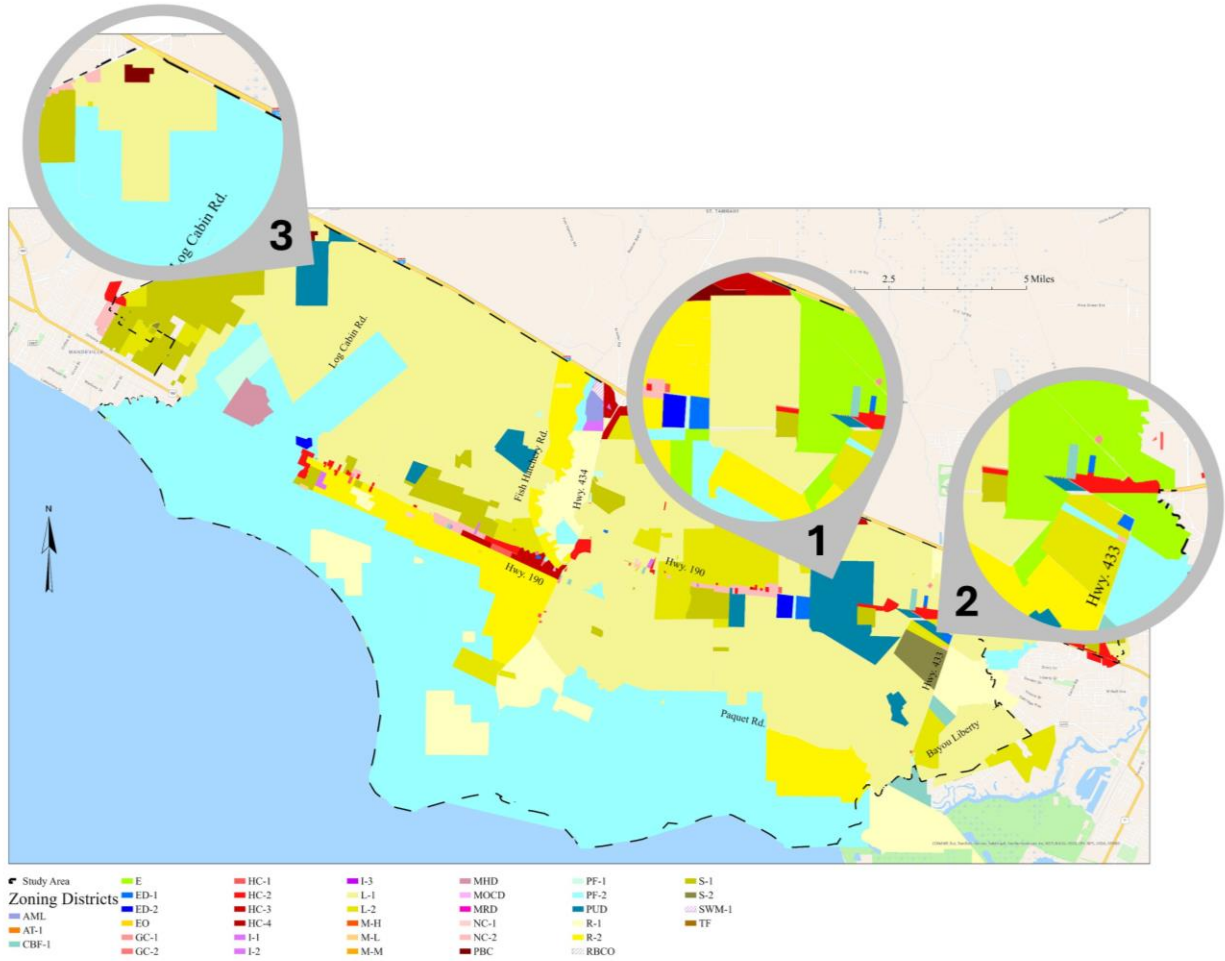 Log Cabin Rd.
3
ST. TAMMANY
2.5
5 Miles
Log Cabin Rd.
MANDEVILLE
1
Fish Hatchery Rd.
Hwy. 434
Hwy. 433
2
N
Hwy. 190
Hwy. 190
Hwy. 433
Paquet Rd.
Bayou Liberty
Study Area
Zoning Districts
AML
AT-1
CBF-1
E
ED-1
ED-2
EO
GC-1
GC-2
HC-1
HC-2
HC-3
HC-4
I-1
I-2
I-3
L-1
L-2
M-H
M-L
M-M
MHD
MOCD
MRD
NC-1
NC-2
PBC
PF-1
PF-2
PUD
R-1
R-2
RBCO
S-1
S-2
SWM-1
TF